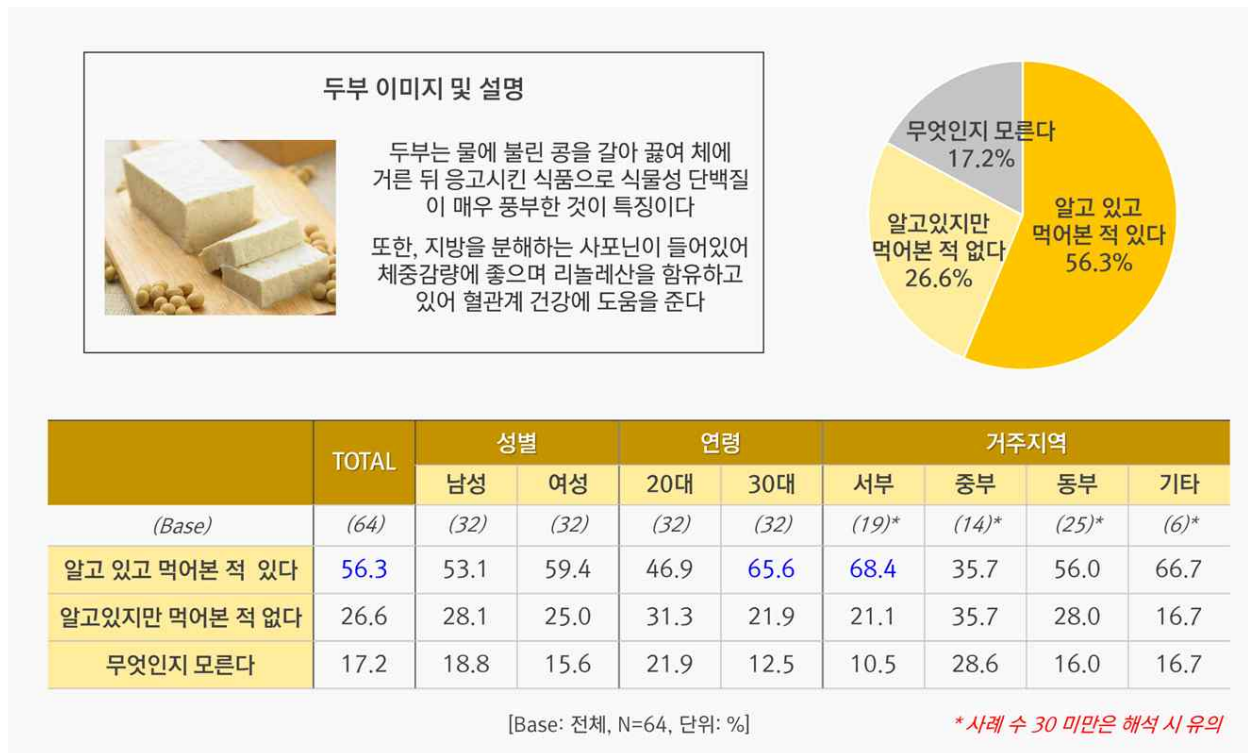 두부 이미지 및 설명
두부는 물에 불린 콩을 갈아 끓여 체에
거른 뒤 응고시킨 식품으로 식물성 단백질
이 매우 풍부한 것이 특징이다
또한, 지방을 분해하는 사포닌이 들어있어
체중감량에 좋으며 리놀레산을 함유하고
있어 혈관계 건강에 도움을 준다
무엇인지 모른다
17.2%
알고있지만
먹어본 적 없다
26.6%
알고 있고
먹어본 적 있다
56.3%
TOTAL 성별 연령 거주지역
남성 여성 20대 30대 서부 중부 동부 기타
(Base) (64) (32) (32) (32) (32) (19)* (14)* (25)* (6)*
알고 있고 먹어본 적 있다 56.3 53.1 59.4 46.9 65.6 68.4 35.7 56.0 66.7
알고있지만 먹어본 적 없다 26.6 28.1 25.0 31.3 21.9 21.1 35.7 28.0 16.7
무엇인지 모른다 17.2 18.8 15.6 21.9 12.5 10.5 28.6 16.0 16.7
[Base: 전체, N=64, 단위: %]
* 사례 수 30 미만은 해석 시 유의